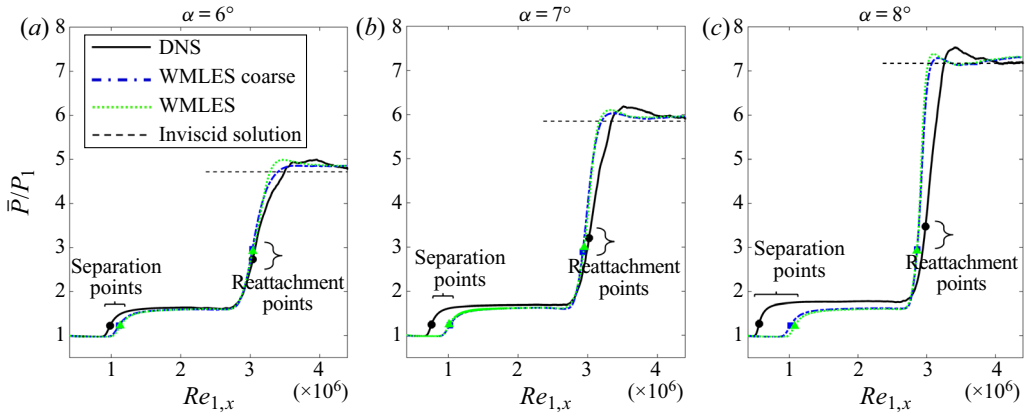 α = 6°
α = 7°
α = 8°
(a)
(b)
(c)
DNS
WMLES coarse
WMLES
Inviscid solution
P̄/P₁
8
7
6
5
4
3
2
1
Separation
points
Reattachment
points
1
2
3
4
(×10⁶)
Re₁,ₓ
8
7
6
5
4
3
2
1
Separation
points
Reattachment
points
1
2
3
4
(×10⁶)
Re₁,ₓ
8
7
6
5
4
3
2
1
Separation
points
Reattachment
points
1
2
3
4
(×10⁶)
Re₁,ₓ